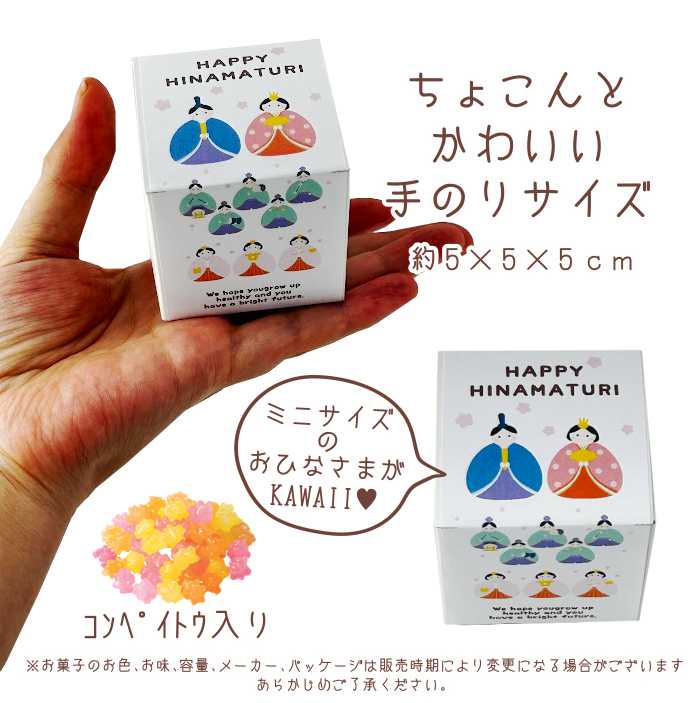 HAPPY
HINAMATURI
We hope yougrow up
healthy and you
have a bright future.
ちょこんと
かわいい
手のりサイズ
約5×5×5cm
ミニサイズ
の
おひなさまが
KAWAII♥
HAPPY
HINAMATURI
We hope yougrow up
healthy and you
have a bright future.
ｺﾝﾍﾟｲﾄｳ入り
※お菓子のお色、お味、容量、メーカー、パッケージは販売時期により変更になる場合がございます
あらかじめご了承ください。